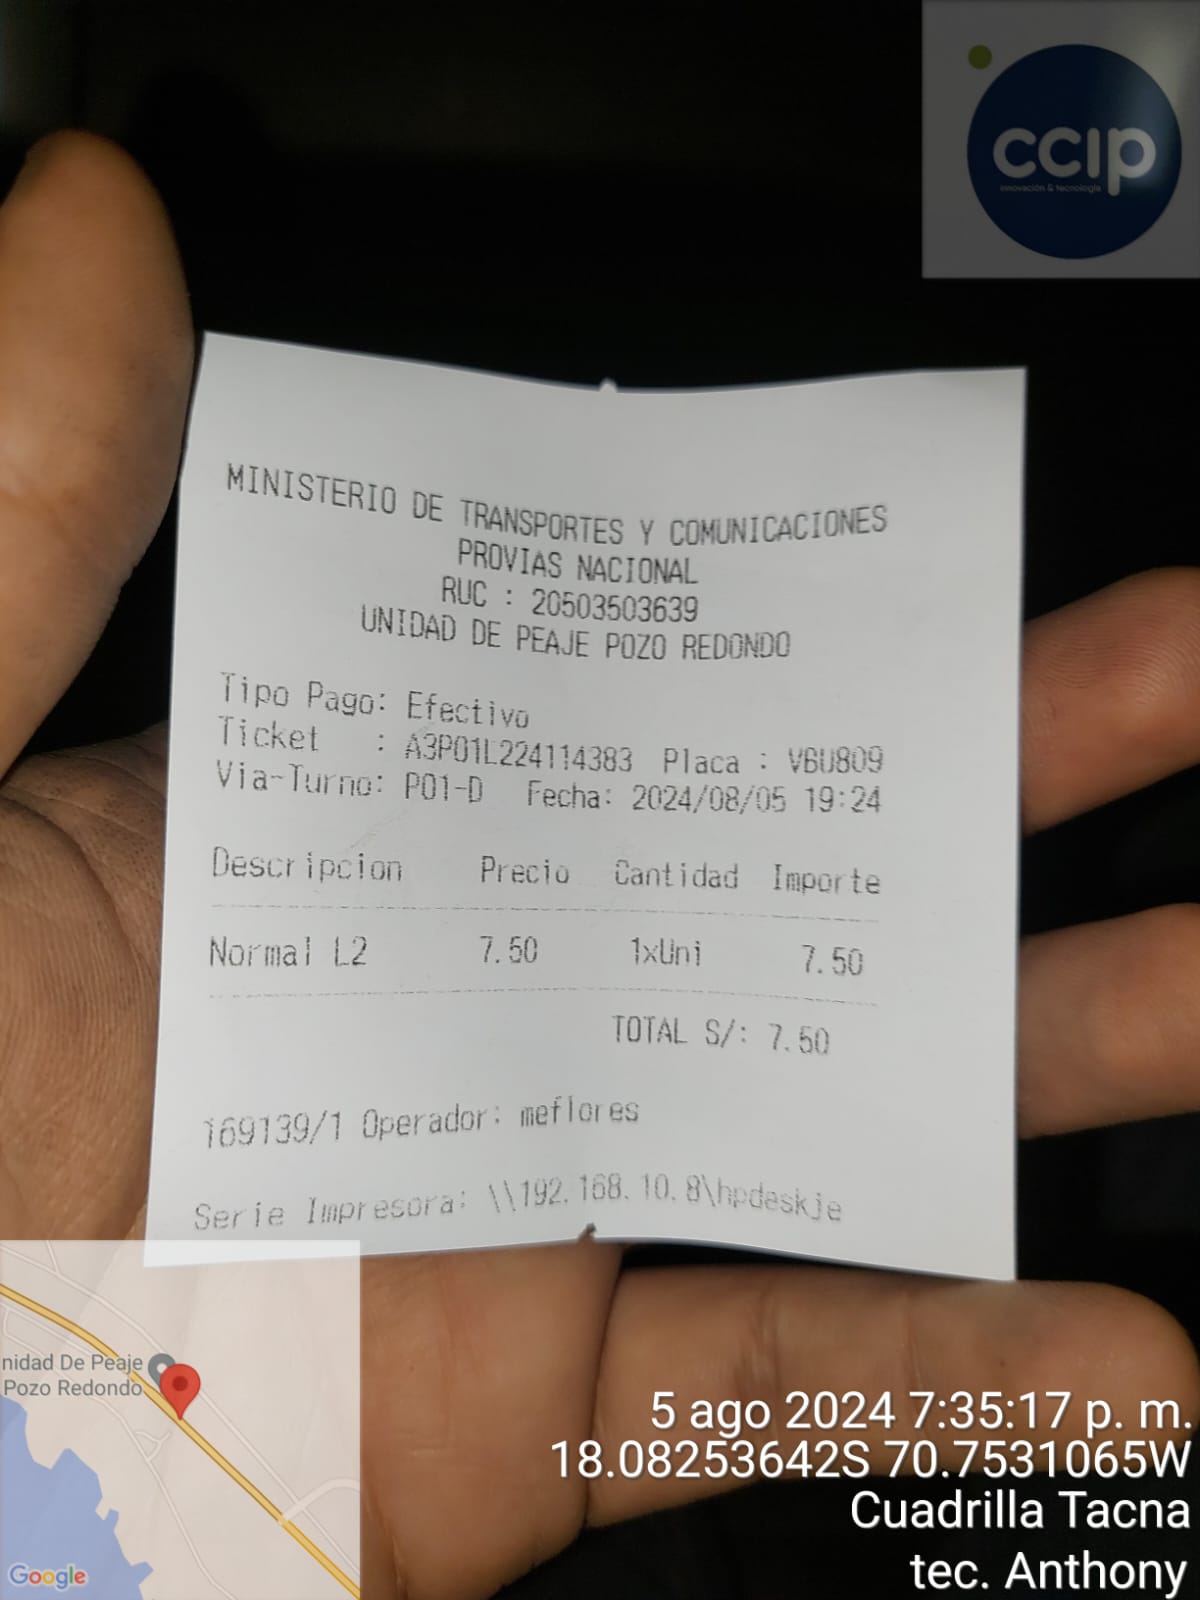 ccip
innovación & tecnología
MINISTERIO DE TRANSPORTES Y COMUNICACIONES
PROVIAS NACIONAL
RUC : 20503503639
UNIDAD DE PEAJE POZO REDONDO
Tipo Pago: Efectivo
Ticket : A3P01L224114383 Placa : V6U809
Via-Turno: P01-D Fecha: 2024/08/05 19:24
Descripcion Precio Cantidad Importe
Normal L2 7.50 1xUni 7.50
TOTAL S/: 7.50
169139/1 Operador: meflores
Serie Impresora: \\192.168.10.8\hpdeskje
nidad De Peaje
Pozo Redondo
Google
5 ago 2024 7:35:17 p. m.
18.08253642S 70.7531065W
Cuadrilla Tacna
tec. Anthony